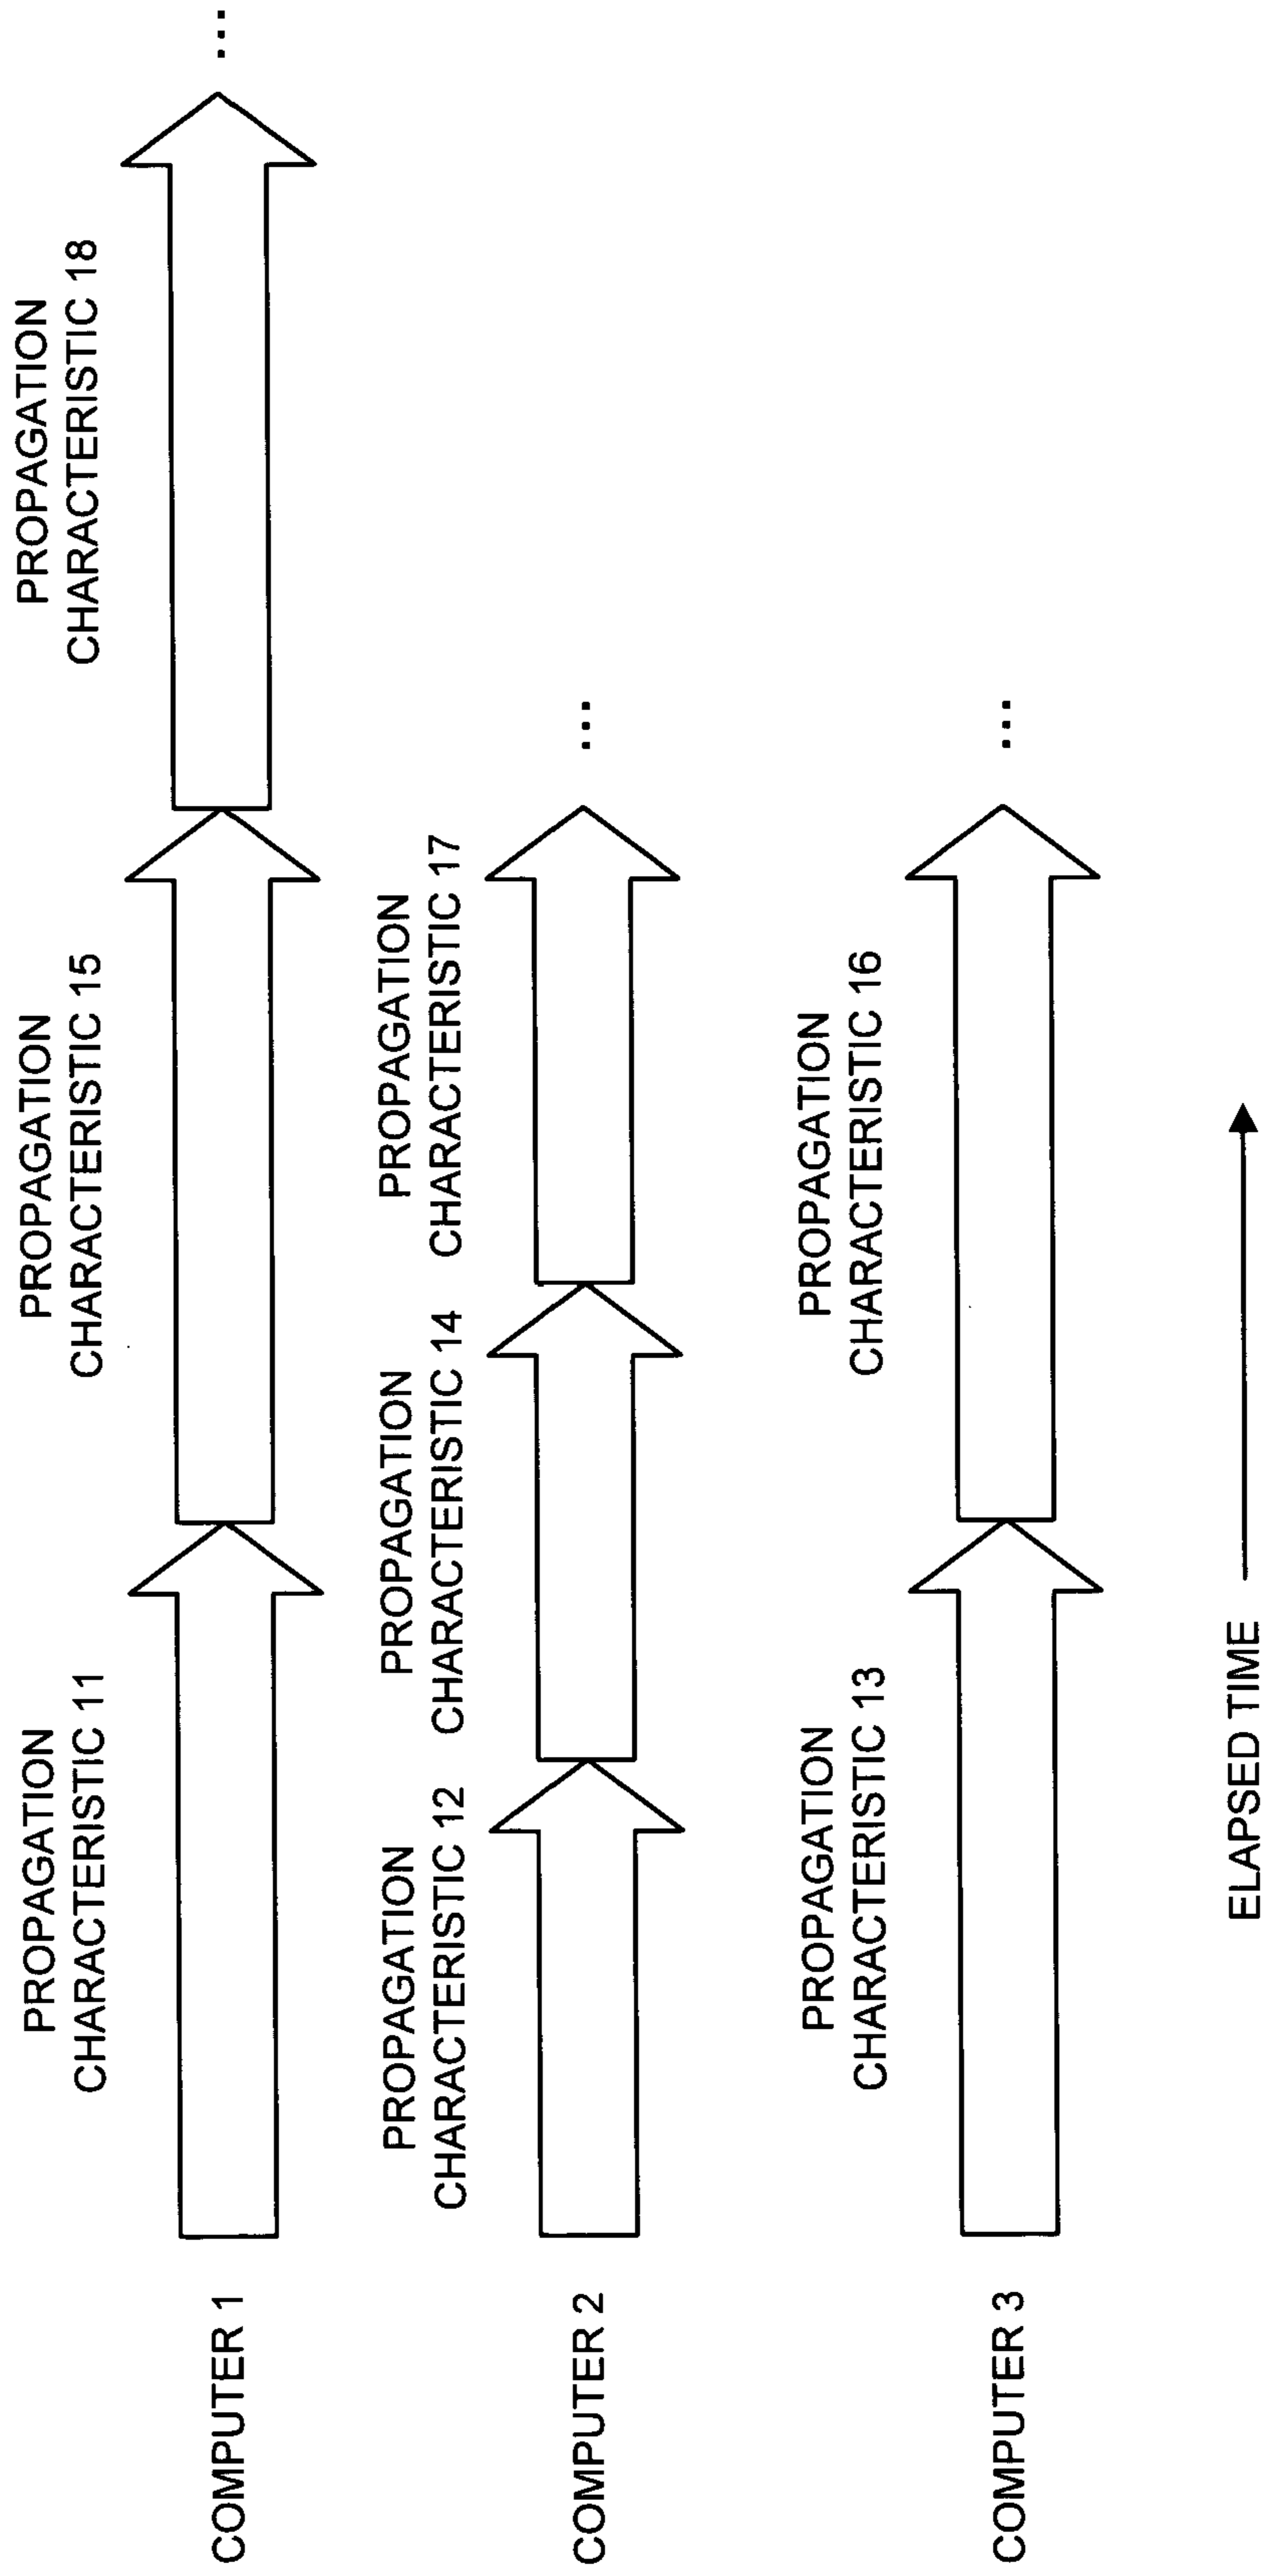 PROPAGATION
CHARACTERISTIC 11
PROPAGATION
CHARACTERISTIC 15
PROPAGATION
CHARACTERISTIC 18
COMPUTER 1
...
PROPAGATION
CHARACTERISTIC 12
PROPAGATION
CHARACTERISTIC 14
PROPAGATION
CHARACTERISTIC 17
COMPUTER 2
...
PROPAGATION
CHARACTERISTIC 13
PROPAGATION
CHARACTERISTIC 16
COMPUTER 3
...
ELAPSED TIME